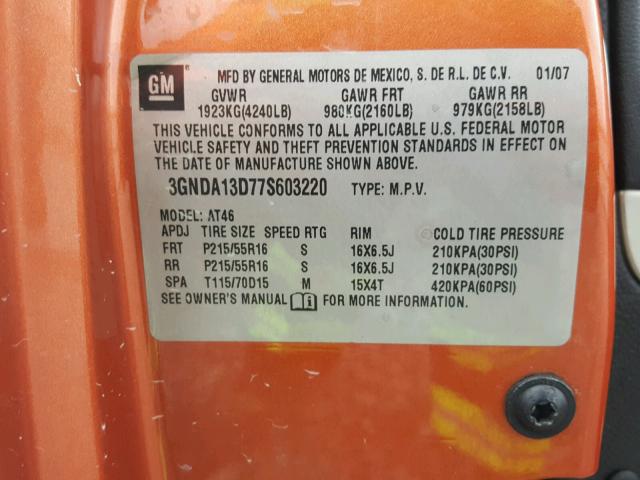 GM
MFD BY GENERAL MOTORS DE MEXICO, S. DE R.L. DE C.V. 01/07
GVWR GAWR FRT GAWR RR
1923KG(4240LB) 980KG(2160LB) 979KG(2158LB)
THIS VEHICLE CONFORMS TO ALL APPLICABLE U.S. FEDERAL MOTOR
VEHICLE SAFETY AND THEFT PREVENTION STANDARDS IN EFFECT ON
THE DATE OF MANUFACTURE SHOWN ABOVE.
3GNDA13D77S603220 TYPE: M.P.V.
MODEL: AT46
APDJ TIRE SIZE SPEED RTG RIM COLD TIRE PRESSURE
FRT P215/55R16 S 16X6.5J 210KPA(30PSI)
RR P215/55R16 S 16X6.5J 210KPA(30PSI)
SPA T115/70D15 M 15X4T 420KPA(60PSI)
SEE OWNER'S MANUAL FOR MORE INFORMATION.